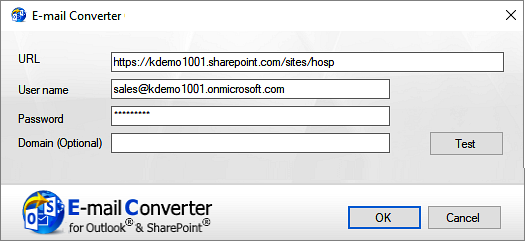 E-mail Converter
URL
https://kdemo1001.sharepoint.com/sites/hosp
User name
sales@kdemo1001.onmicrosoft.com
Password
*********
Domain (Optional)
Test
O S
E-mail Converter
for Outlook® & SharePoint®
OK
Cancel